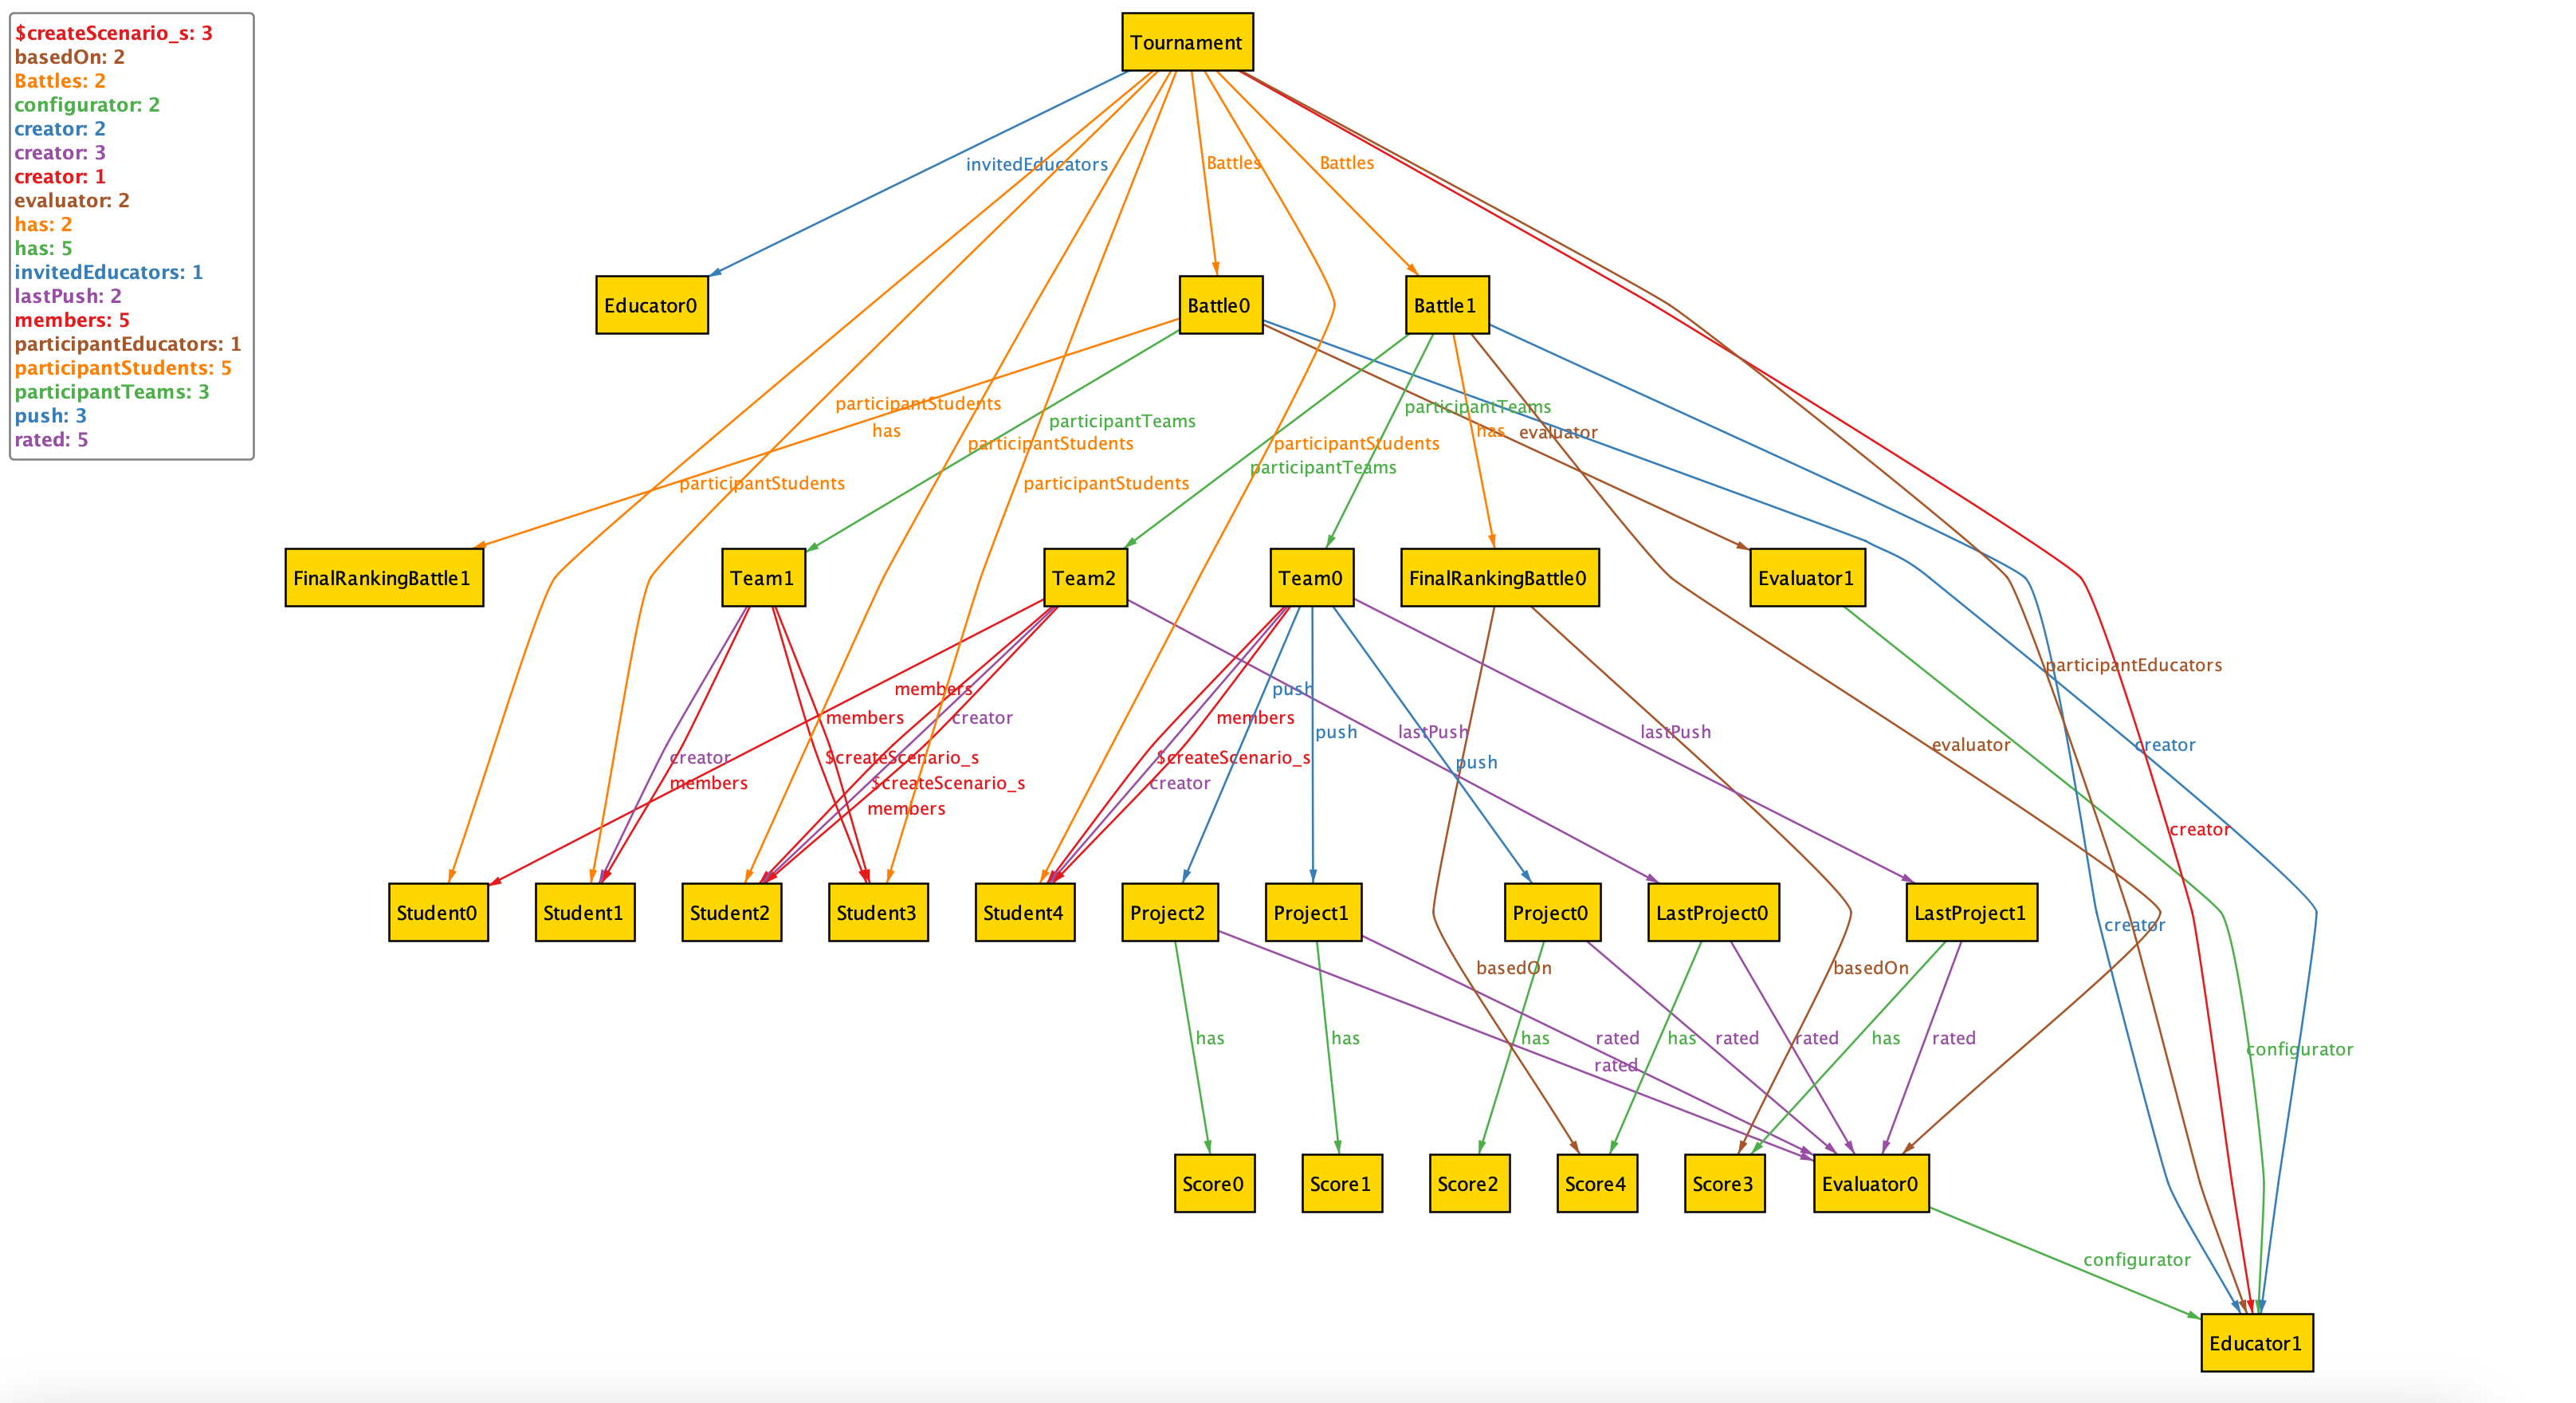 $createScenario_s: 3
basedOn: 2
Battles: 2
configurator: 2
creator: 2
creator: 3
creator: 1
evaluator: 2
has: 2
has: 5
invitedEducators: 1
lastPush: 2
members: 5
participantEducators: 1
participantStudents: 5
participantTeams: 3
push: 3
rated: 5
Tournament
invitedEducators
Battles
Battles
Educator0
Battle0
Battle1
participantStudents
participantTeams
has
participantTeams
has
evaluator
participantStudents
participantStudents
participantTeams
participantStudents
participantStudents
FinalRankingBattle1
Team1
Team2
Team0
FinalRankingBattle0
Evaluator1
participantEducators
members
push
members
creator
members
lastPush
lastPush
push
evaluator
creator
creator
$createScenario_s
$createScenario_s
push
members
$createScenario_s
creator
members
creator
Student0
Student1
Student2
Student3
Student4
Project2
Project1
Project0
LastProject0
LastProject1
creator
basedOn
basedOn
has
has
has
rated
rated
has
rated
has
rated
rated
configurator
Score0
Score1
Score2
Score4
Score3
Evaluator0
configurator
Educator1